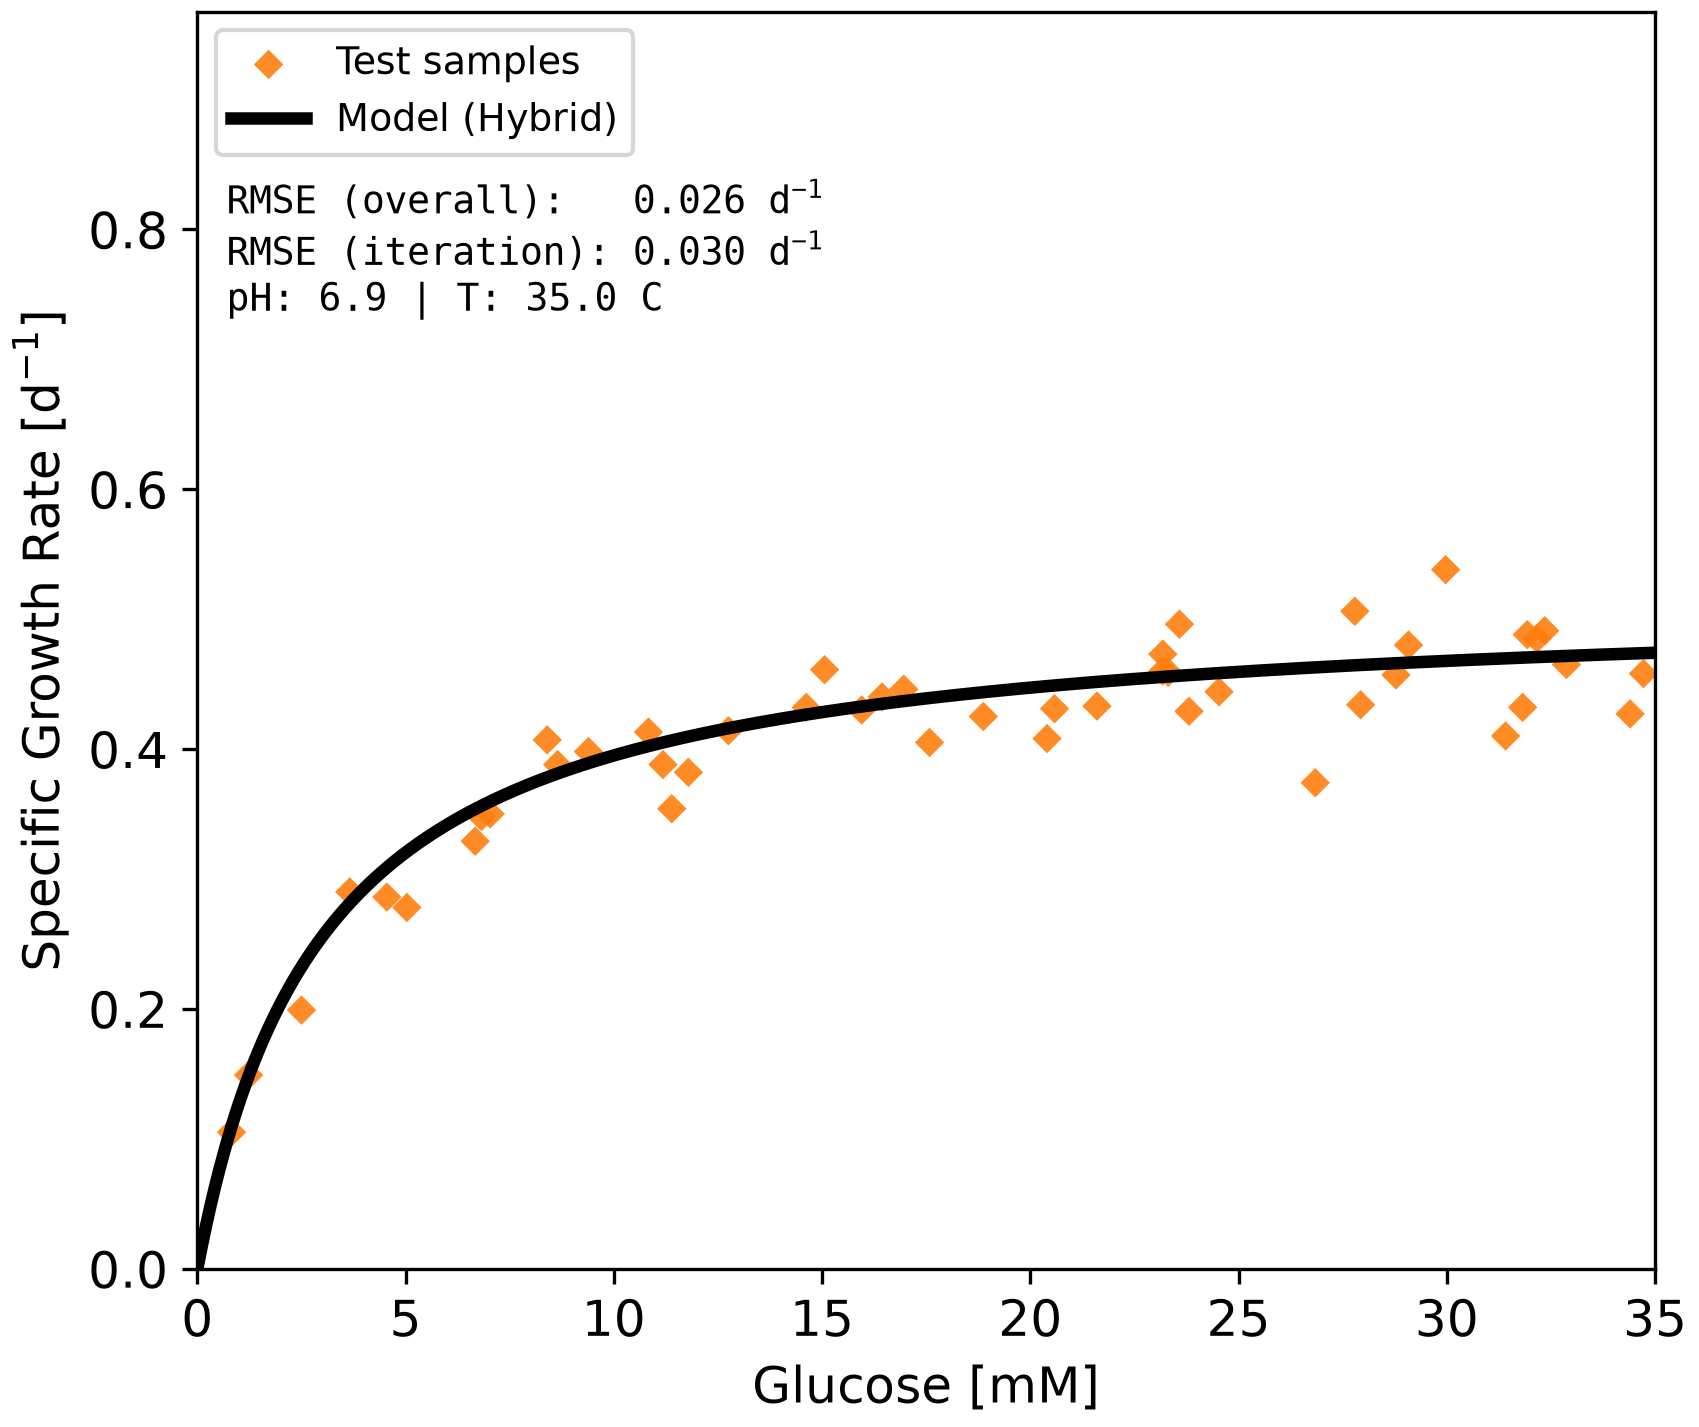 Test samples
Model (Hybrid)
RMSE (overall):   0.026 d⁻¹
RMSE (iteration): 0.030 d⁻¹
pH: 6.9 | T: 35.0 C
Specific Growth Rate [d⁻¹]
0.8
0.6
0.4
0.2
0.0
0 5 10 15 20 25 30 35
Glucose [mM]